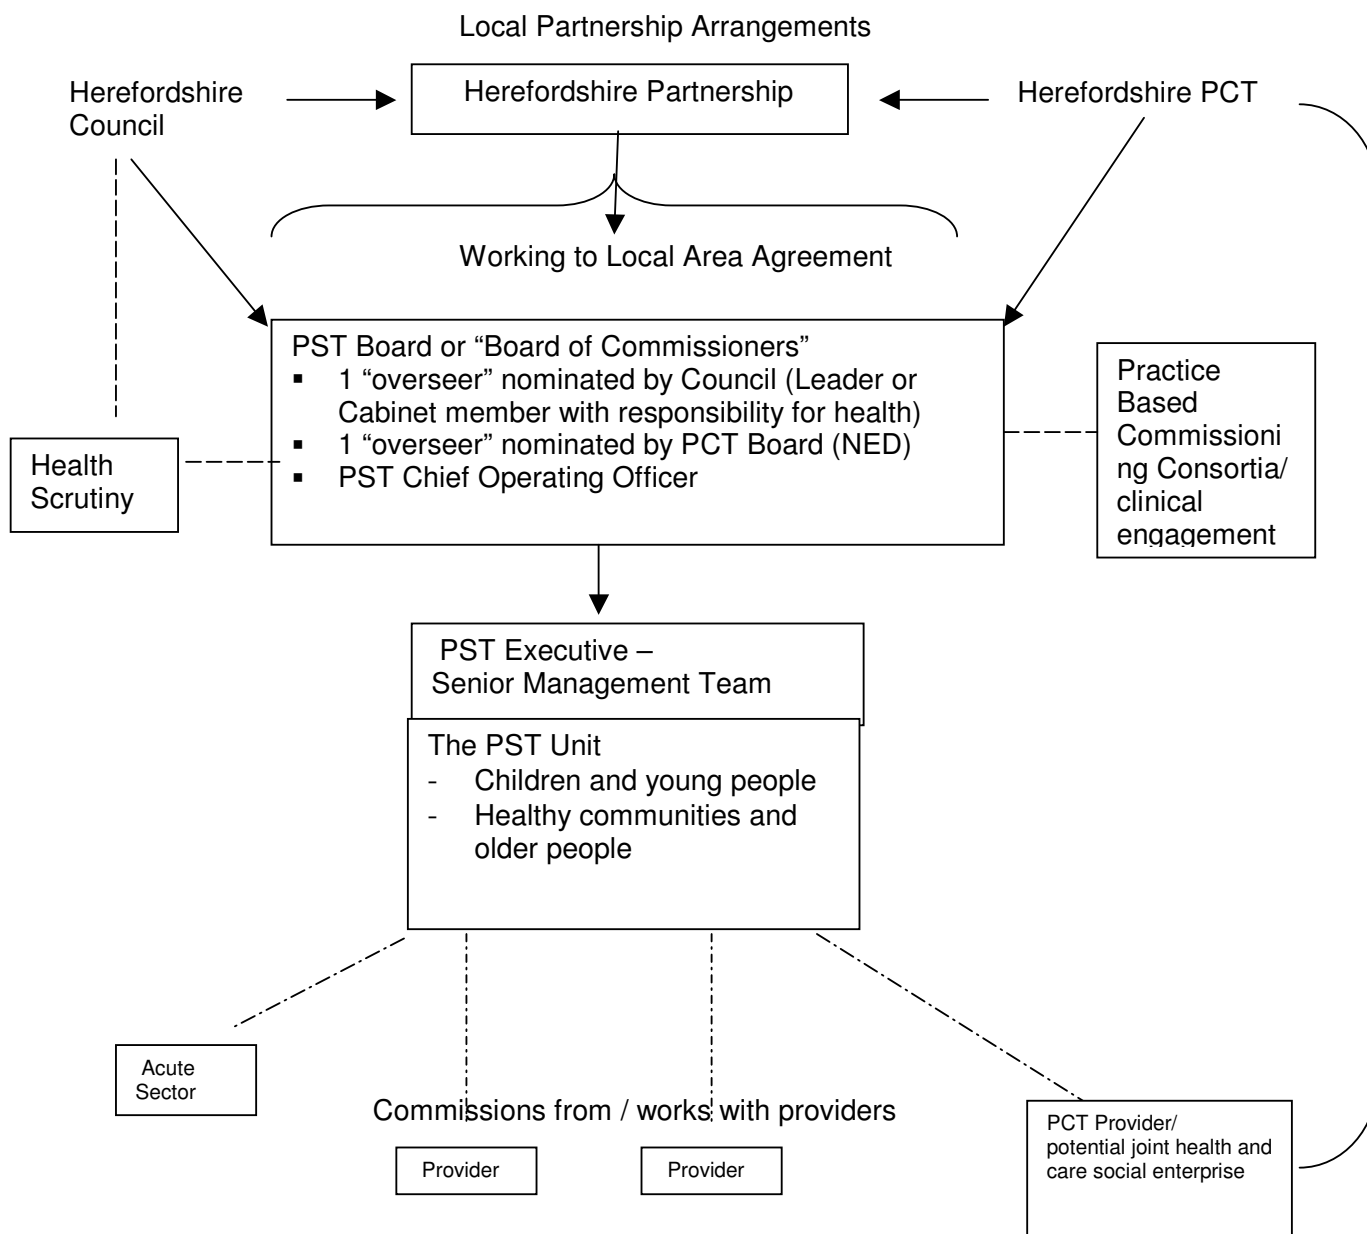 Local Partnership Arrangements
Herefordshire
Council
Herefordshire Partnership
Herefordshire PCT
Working to Local Area Agreement
PST Board or “Board of Commissioners”
▪ 1 “overseer” nominated by Council (Leader or
Cabinet member with responsibility for health)
▪ 1 “overseer” nominated by PCT Board (NED)
▪ PST Chief Operating Officer
Health
Scrutiny
Practice
Based
Commissioni
ng Consortia/
clinical
engagement
PST Executive –
Senior Management Team
The PST Unit
- Children and young people
- Healthy communities and
older people
Acute
Sector
Commissions from / works with providers
Provider
Provider
PCT Provider/
potential joint health and
care social enterprise